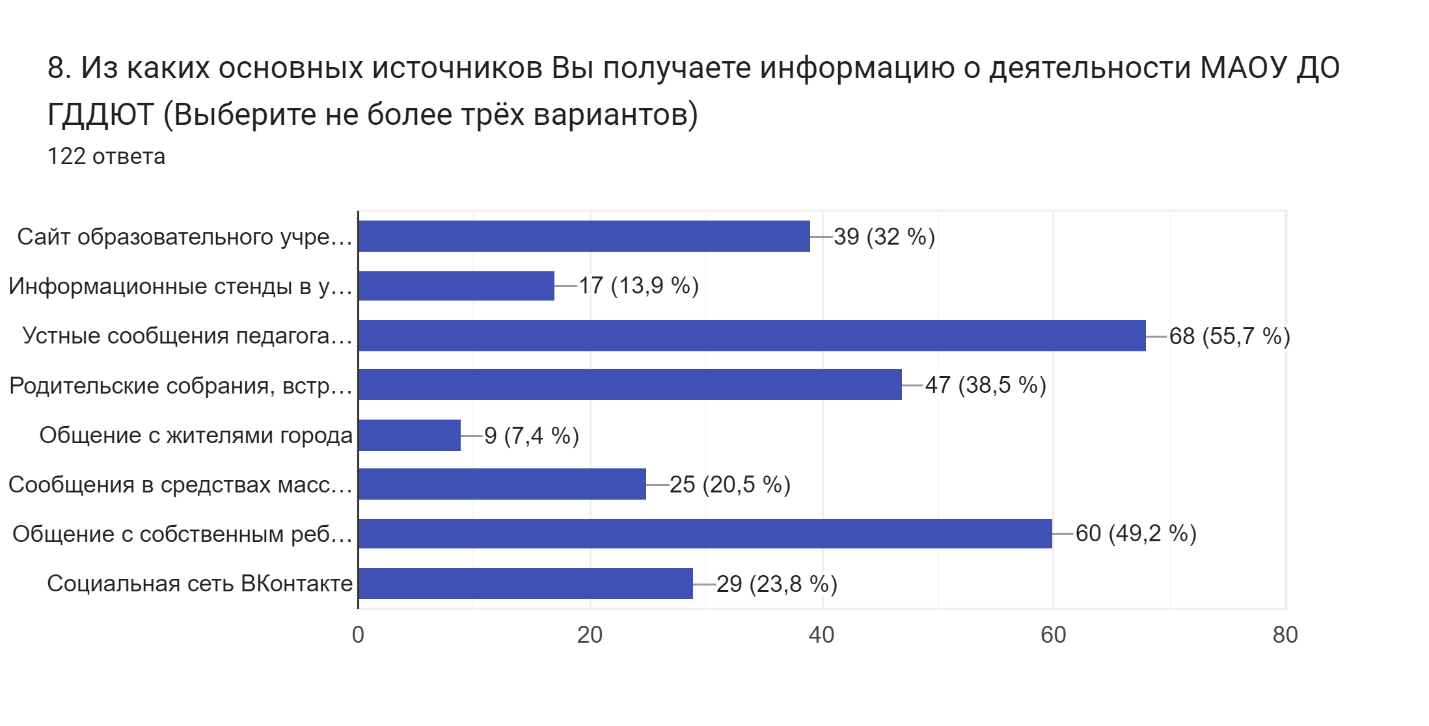 8. Из каких основных источников Вы получаете информацию о деятельности МАОУ ДО
ГДДЮТ (Выберите не более трёх вариантов)
122 ответа
Сайт образовательного учре… 39 (32 %)
Информационные стенды в у… 17 (13,9 %)
Устные сообщения педагога… 68 (55,7 %)
Родительские собрания, встр… 47 (38,5 %)
Общение с жителями города 9 (7,4 %)
Сообщения в средствах масс… 25 (20,5 %)
Общение с собственным реб… 60 (49,2 %)
Социальная сеть ВКонтакте 29 (23,8 %)
0 20 40 60 80